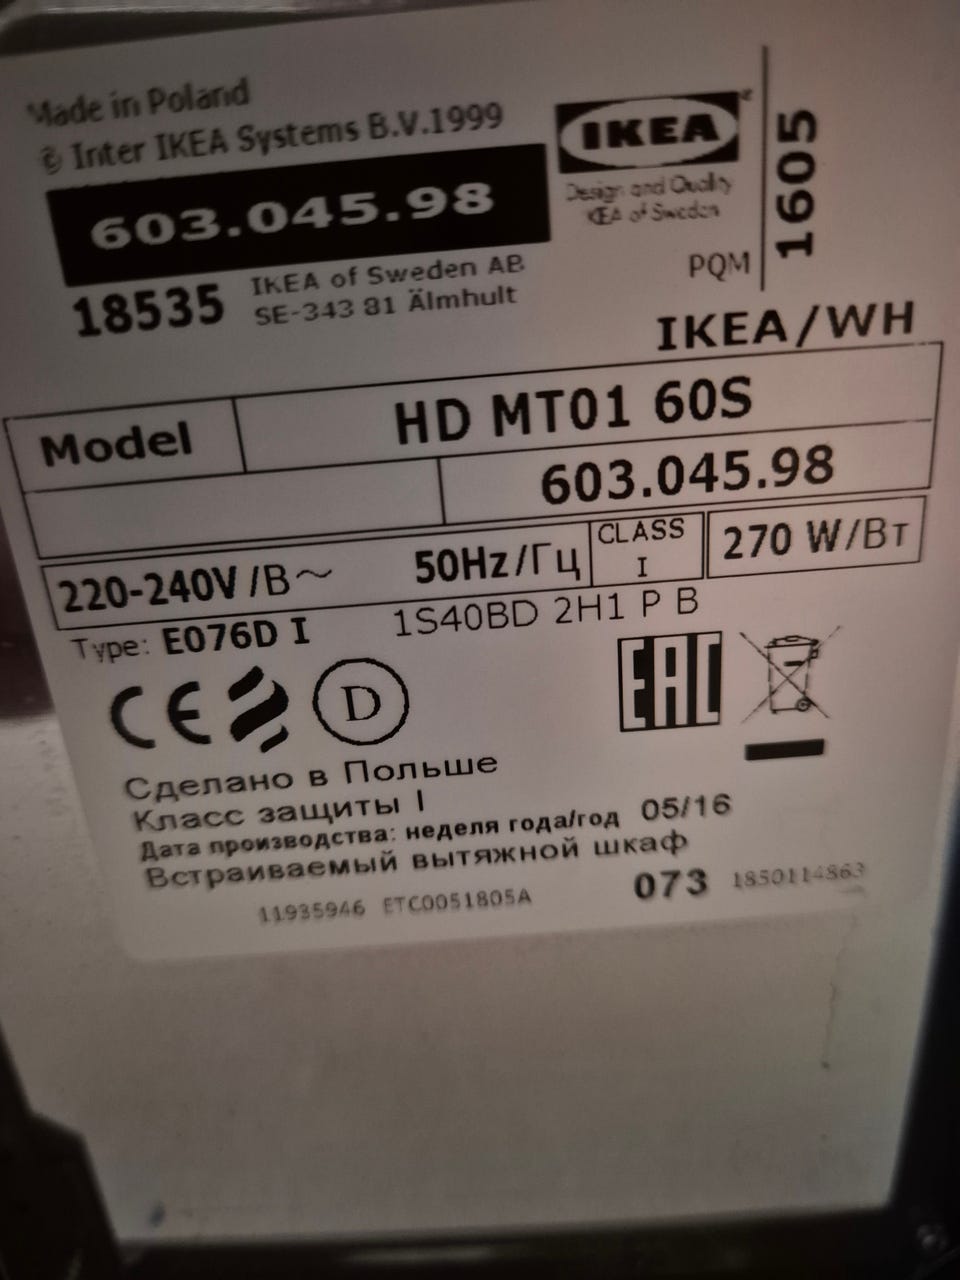 Made in Poland
© Inter IKEA Systems B.V.1999
603.045.98
18535
IKEA of Sweden AB
SE-343 81 Älmhult
IKEA
Design and Quality
IKEA of Sweden
PQM
1605
IKEA/WH
Model HD MT01 60S
603.045.98
220-240V/B~ 50Hz/Гц CLASS I 270 W/Вт
Type: E076D I 1S40BD 2H1 P B
CE D EAC
Сделано в Польше
Класс защиты I
Дата производства: неделя года/год 05/16
Встраиваемый вытяжной шкаф
073 1850114863
11935946 ETC0051805A